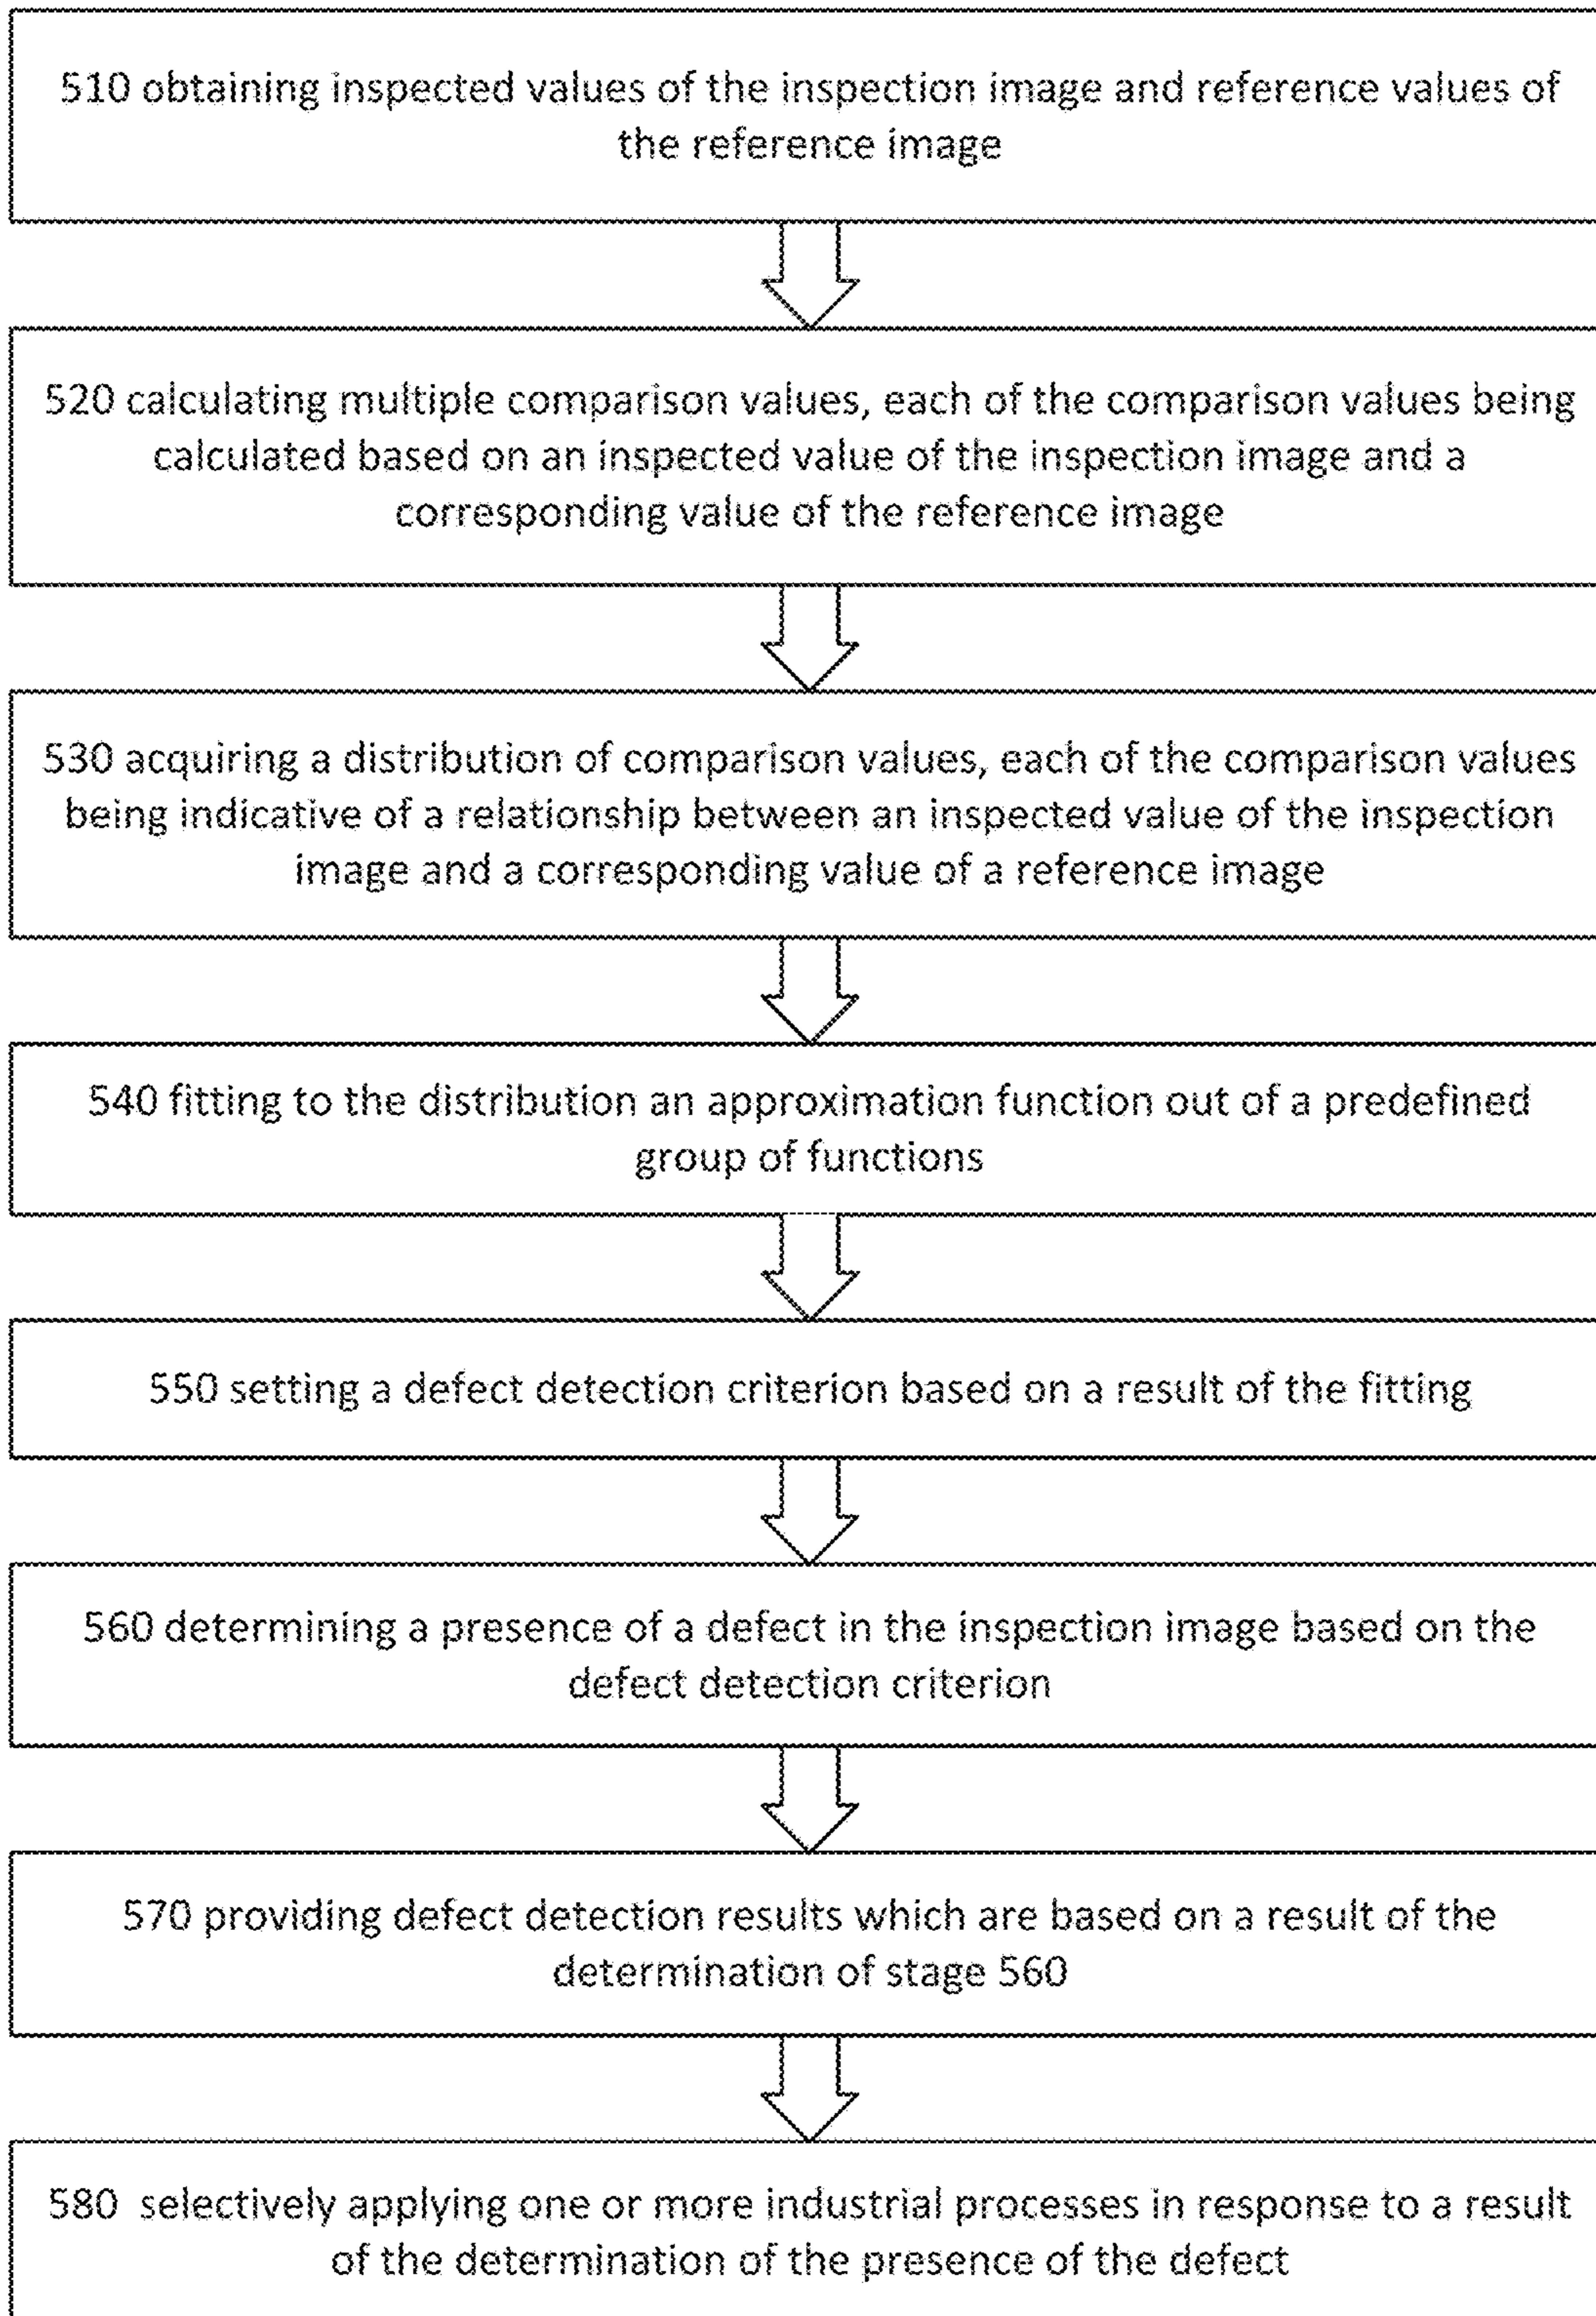 510 obtaining inspected values of the inspection image and reference values of
the reference image
520 calculating multiple comparison values, each of the comparison values being
calculated based on an inspected value of the inspection image and a
corresponding value of the reference image
530 acquiring a distribution of comparison values, each of the comparison values
being indicative of a relationship between an inspected value of the inspection
image and a corresponding value of a reference image
540 fitting to the distribution an approximation function out of a predefined
group of functions
550 setting a defect detection criterion based on a result of the fitting
560 determining a presence of a defect in the inspection image based on the
defect detection criterion
570 providing defect detection results which are based on a result of the
determination of stage 560
580 selectively applying one or more industrial processes in response to a result
of the determination of the presence of the defect